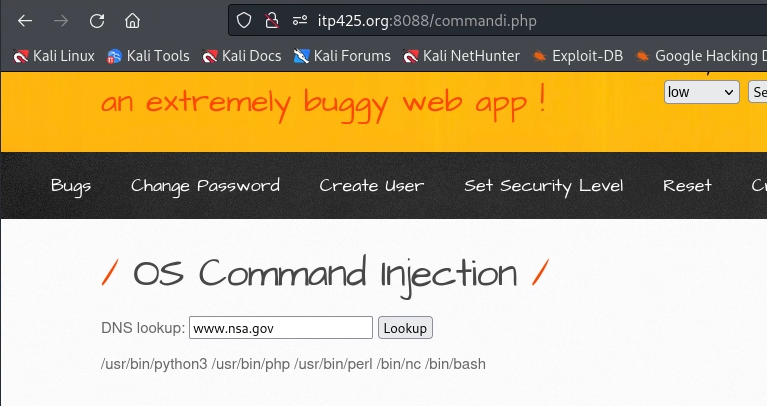 itp425.org:8088/commandi.php
Kali Linux Kali Tools Kali Docs Kali Forums Kali NetHunter Exploit-DB Google Hacking
an extremely buggy web app !
low
Bugs Change Password Create User Set Security Level Reset
/ OS Command Injection /
DNS lookup: www.nsa.gov Lookup
/usr/bin/python3 /usr/bin/php /usr/bin/perl /bin/nc /bin/bash